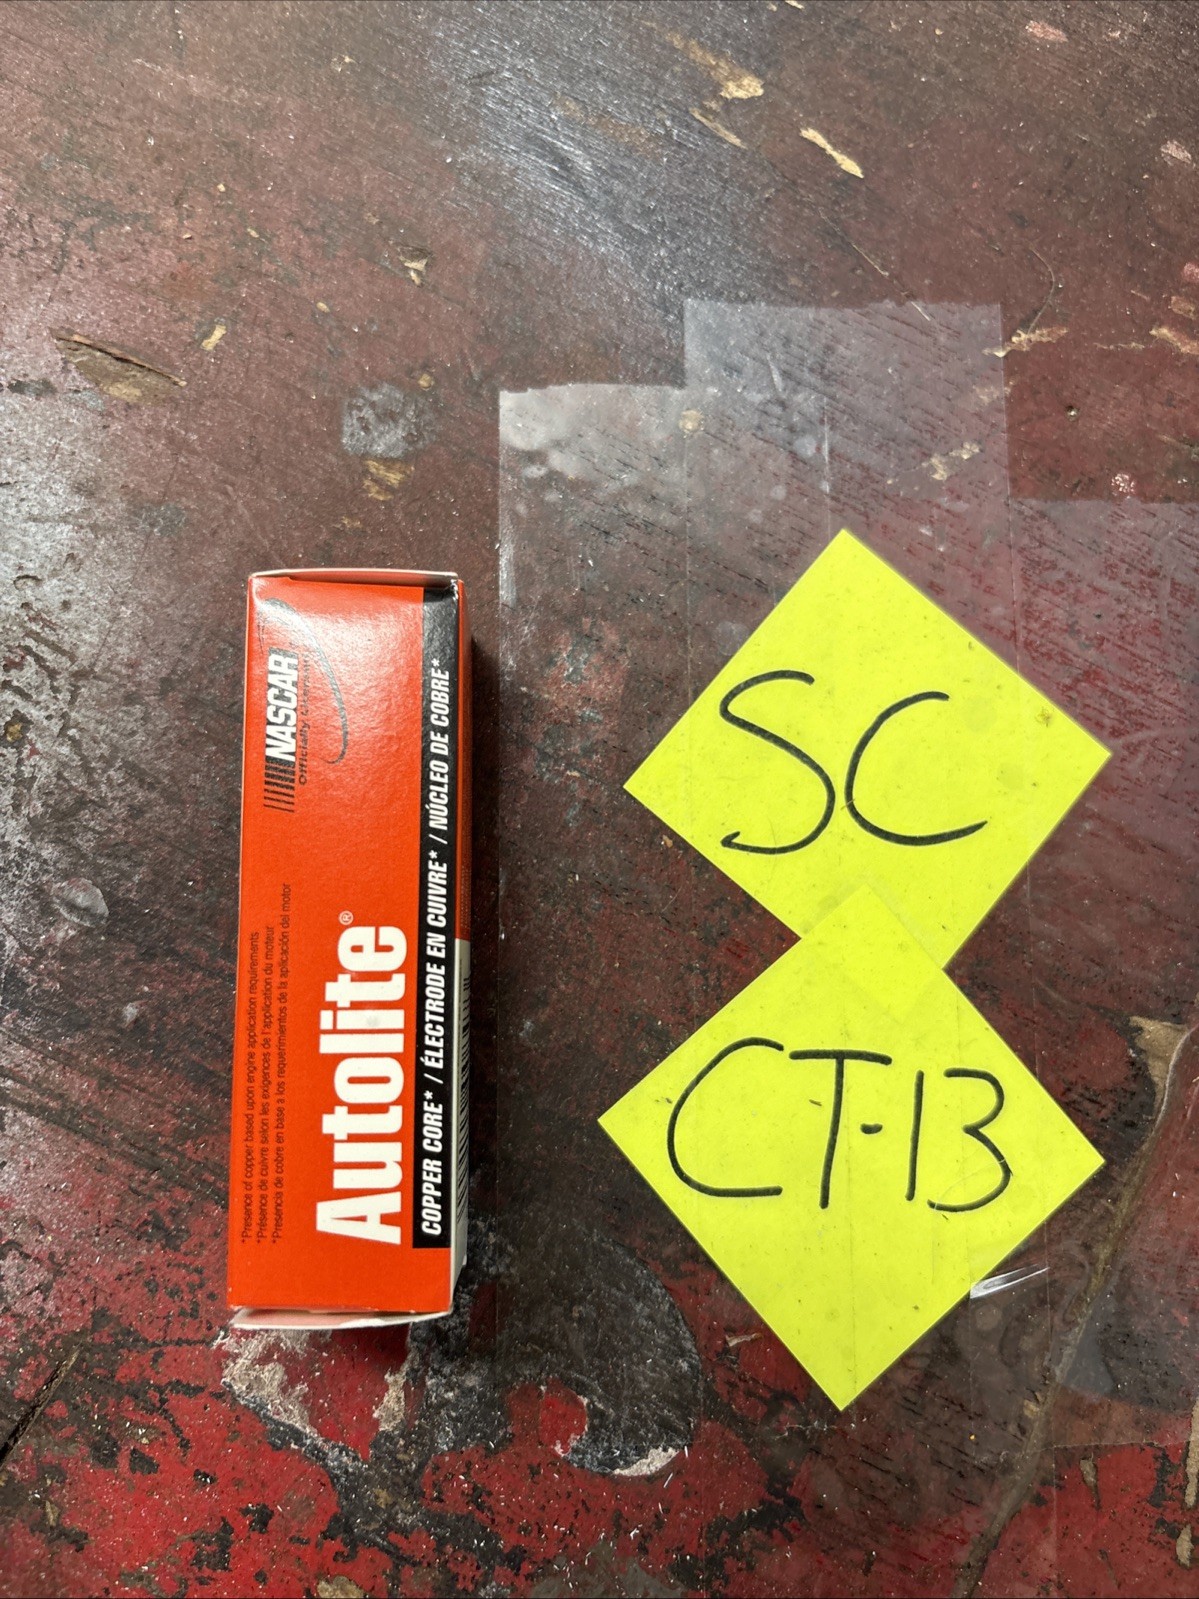 NASCAR
*Presence of copper based upon engine application requirements
*Présence de cuivre selon les exigences de l'application du moteur
*Presencia de cobre en base a los requerimientos de la aplicación del motor
Autolite®
COPPER CORE* / ÉLECTRODE EN CUIVRE* / NÚCLEO DE COBRE*
SC
CT-13